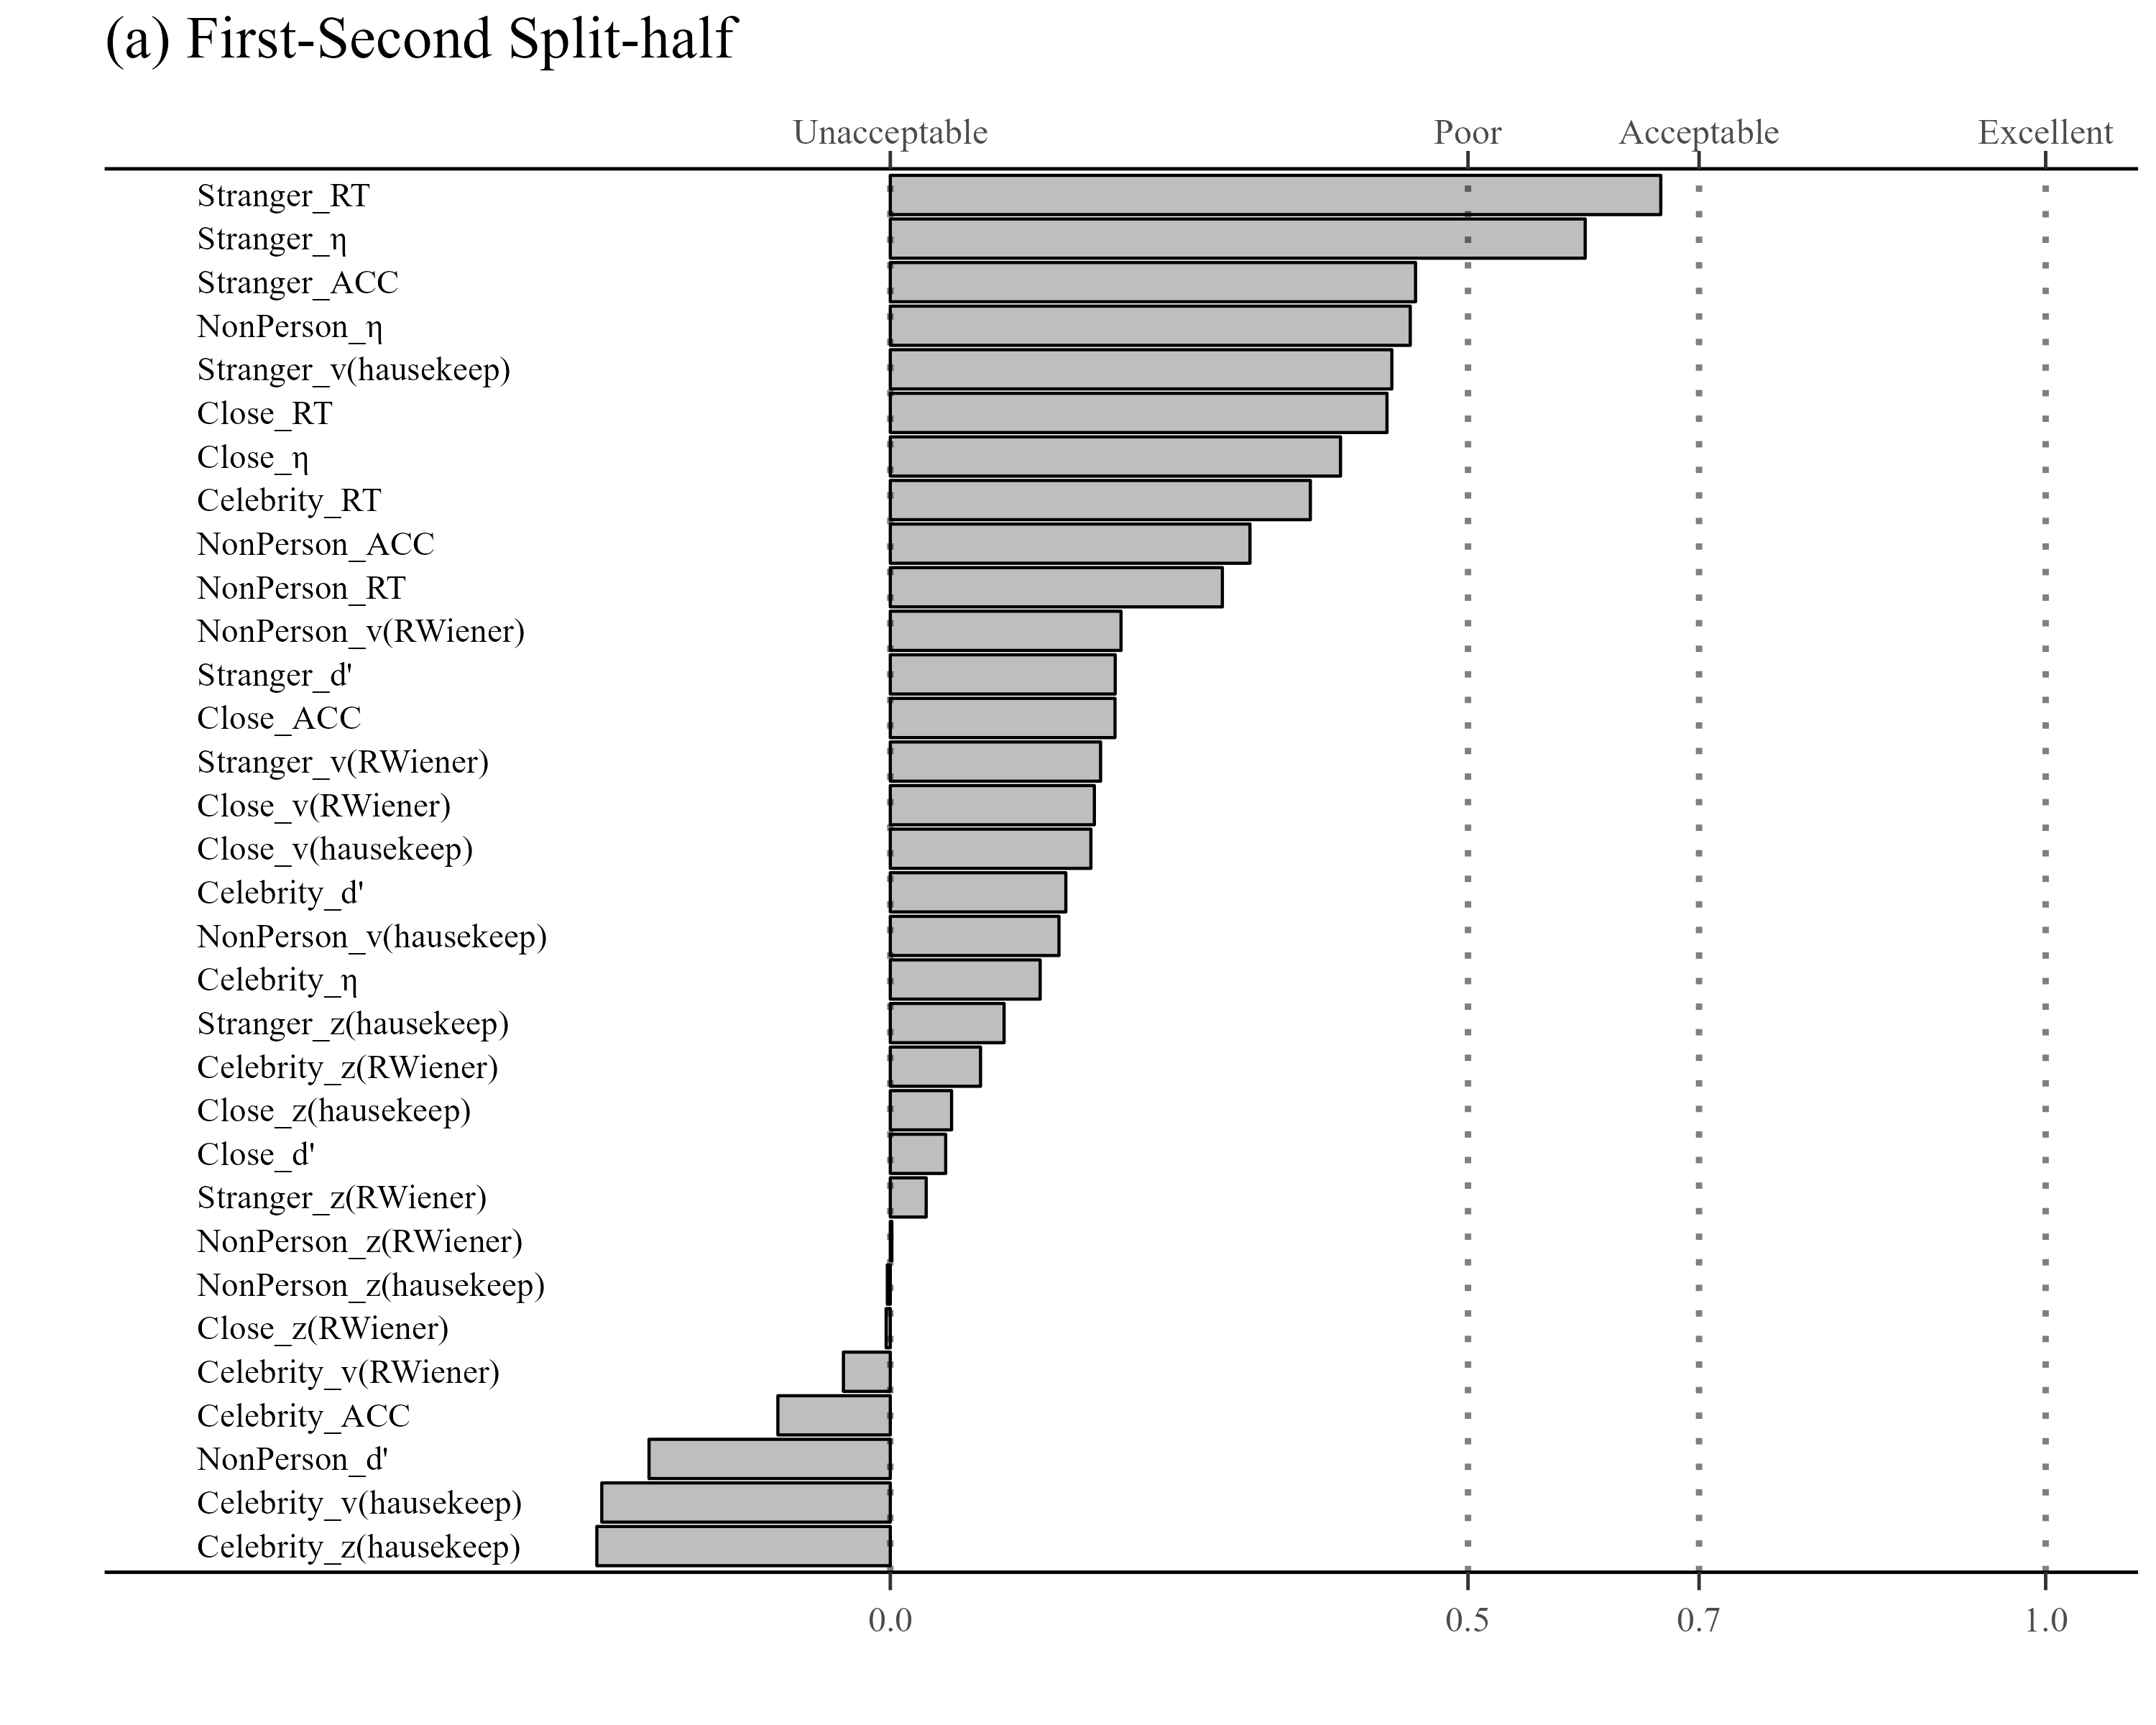 (a) First-Second Split-half
Unacceptable Poor Acceptable Excellent
Stranger_RT
Stranger_η
Stranger_ACC
NonPerson_η
Stranger_v(hausekeep)
Close_RT
Close_η
Celebrity_RT
NonPerson_ACC
NonPerson_RT
NonPerson_v(RWiener)
Stranger_d'
Close_ACC
Stranger_v(RWiener)
Close_v(RWiener)
Close_v(hausekeep)
Celebrity_d'
NonPerson_v(hausekeep)
Celebrity_η
Stranger_z(hausekeep)
Celebrity_z(RWiener)
Close_z(hausekeep)
Close_d'
Stranger_z(RWiener)
NonPerson_z(RWiener)
NonPerson_z(hausekeep)
Close_z(RWiener)
Celebrity_v(RWiener)
Celebrity_ACC
NonPerson_d'
Celebrity_v(hausekeep)
Celebrity_z(hausekeep)
0.0 0.5 0.7 1.0